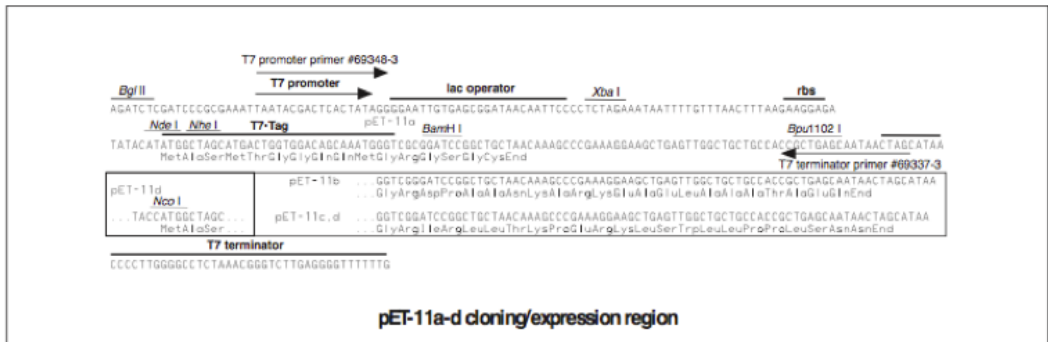 T7 promoter primer #69348-3
Bgl II T7 promoter lac operator Xba I rbs
AGATCTCGATCCCGCGAAATTAATACGACTCACTATAGGGGAATTGTGAGCGGATAACAATTCCCCTCTAGAAATAATTTTGTTTAACTTTAAGAAGGAGA
pET-11a
Nde I Nhe I T7•Tag BamH I Bpu1102 I
TATACATATGGCTAGCATGACTGGTGGACAGCAAATGGGTCGCGGATCCGGCTGCTAACAAAGCCCGAAAGGAAGCTGAGTTGGCTGCTGCCACCGCTGAGCAATAACTAGCATAA
MetAlaSerMetThrGlyGlyGlnGlnMetGlyArgGlySerGlyCysEnd
T7 terminator primer #69337-3
pET-11b ...GGTCGGGATCCGGCTGCTAACAAAGCCCGAAAGGAAGCTGAGTTGGCTGCTGCCACCGCTGAGCAATAACTAGCATAA
...GlyArgAspProAlaAlaAsnLysAlaArgLysGluAlaGluLeuAlaAlaAlaThrAlaGluGlnEnd
pET-11d
Nco I
...TACCATGGCTAGC...
MetAlaSer...
pET-11c,d ...GGTCGGATCCGGCTGCTAACAAAGCCCGAAAGGAAGCTGAGTTGGCTGCTGCCACCGCTGAGCAATAACTAGCATAA
...GlyArgIleArgLeuLeuThrLysProGluArgLysLeuSerTrpLeuLeuProProLeuSerAsnAsnEnd
T7 terminator
CCCCTTGGGGCCTCTAAACGGGTCTTGAGGGGTTTTTTG
pET-11a-d cloning/expression region